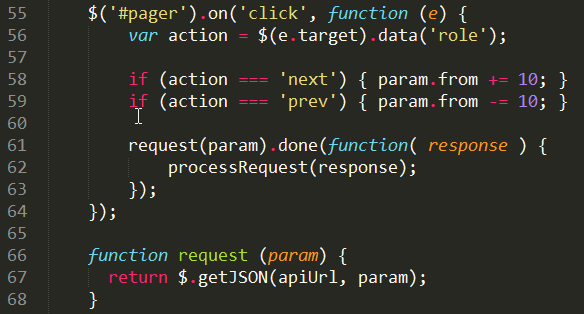 55 $('#pager').on('click', function (e) {
56 var action = $(e.target).data('role');
57
58 if (action === 'next') { param.from += 10; }
59 if (action === 'prev') { param.from -= 10; }
60
61 request(param).done(function( response ) {
62 processRequest(response);
63 });
64 });
65
66 function request (param) {
67 return $.getJSON(apiUrl, param);
68 }